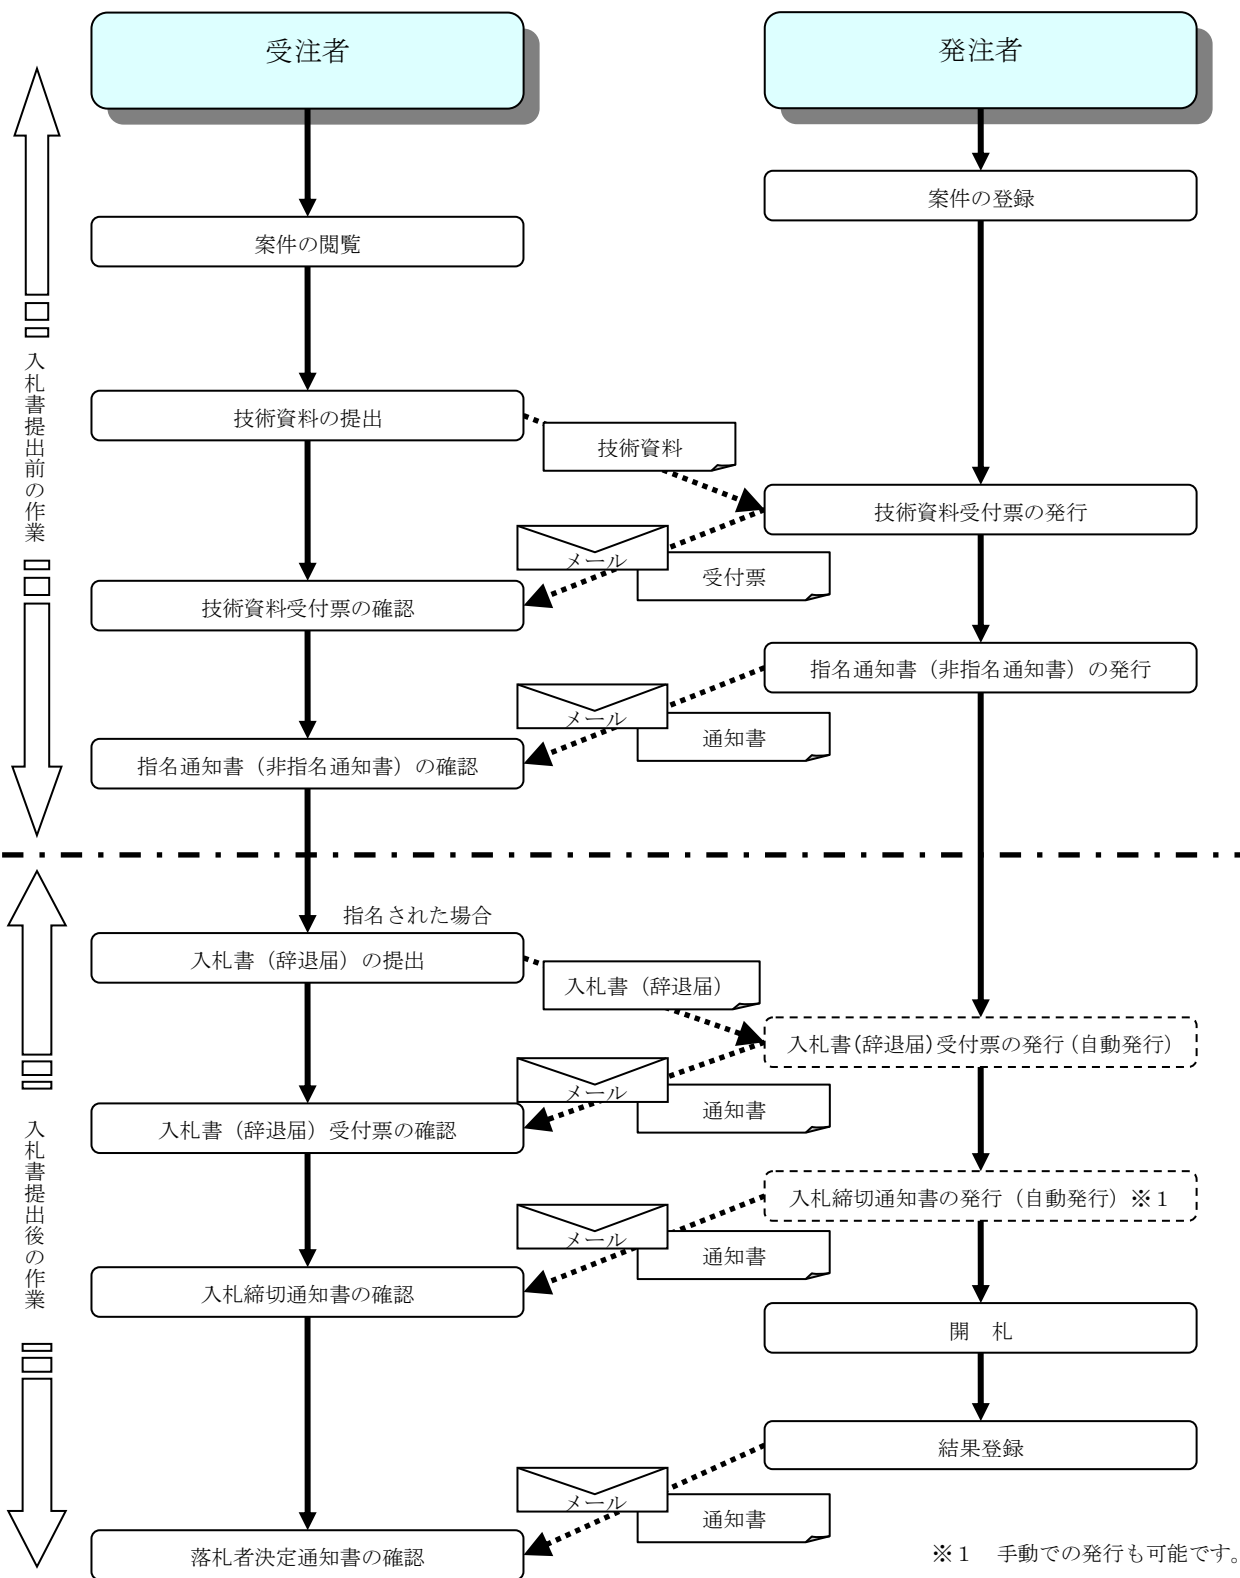 受注者
発注者
案件の登録
案件の閲覧
入札書提出前の作業
技術資料の提出
技術資料
技術資料受付票の発行
メール
受付票
技術資料受付票の確認
指名通知書（非指名通知書）の発行
メール
通知書
指名通知書（非指名通知書）の確認
指名された場合
入札書（辞退届）の提出
入札書（辞退届）
入札書（辞退届）受付票の発行（自動発行）
メール
通知書
入札書（辞退届）受付票の確認
入札書提出後の作業
入札締切通知書の発行（自動発行）※１
メール
通知書
入札締切通知書の確認
開　札
結果登録
メール
通知書
落札者決定通知書の確認
※１　手動での発行も可能です。